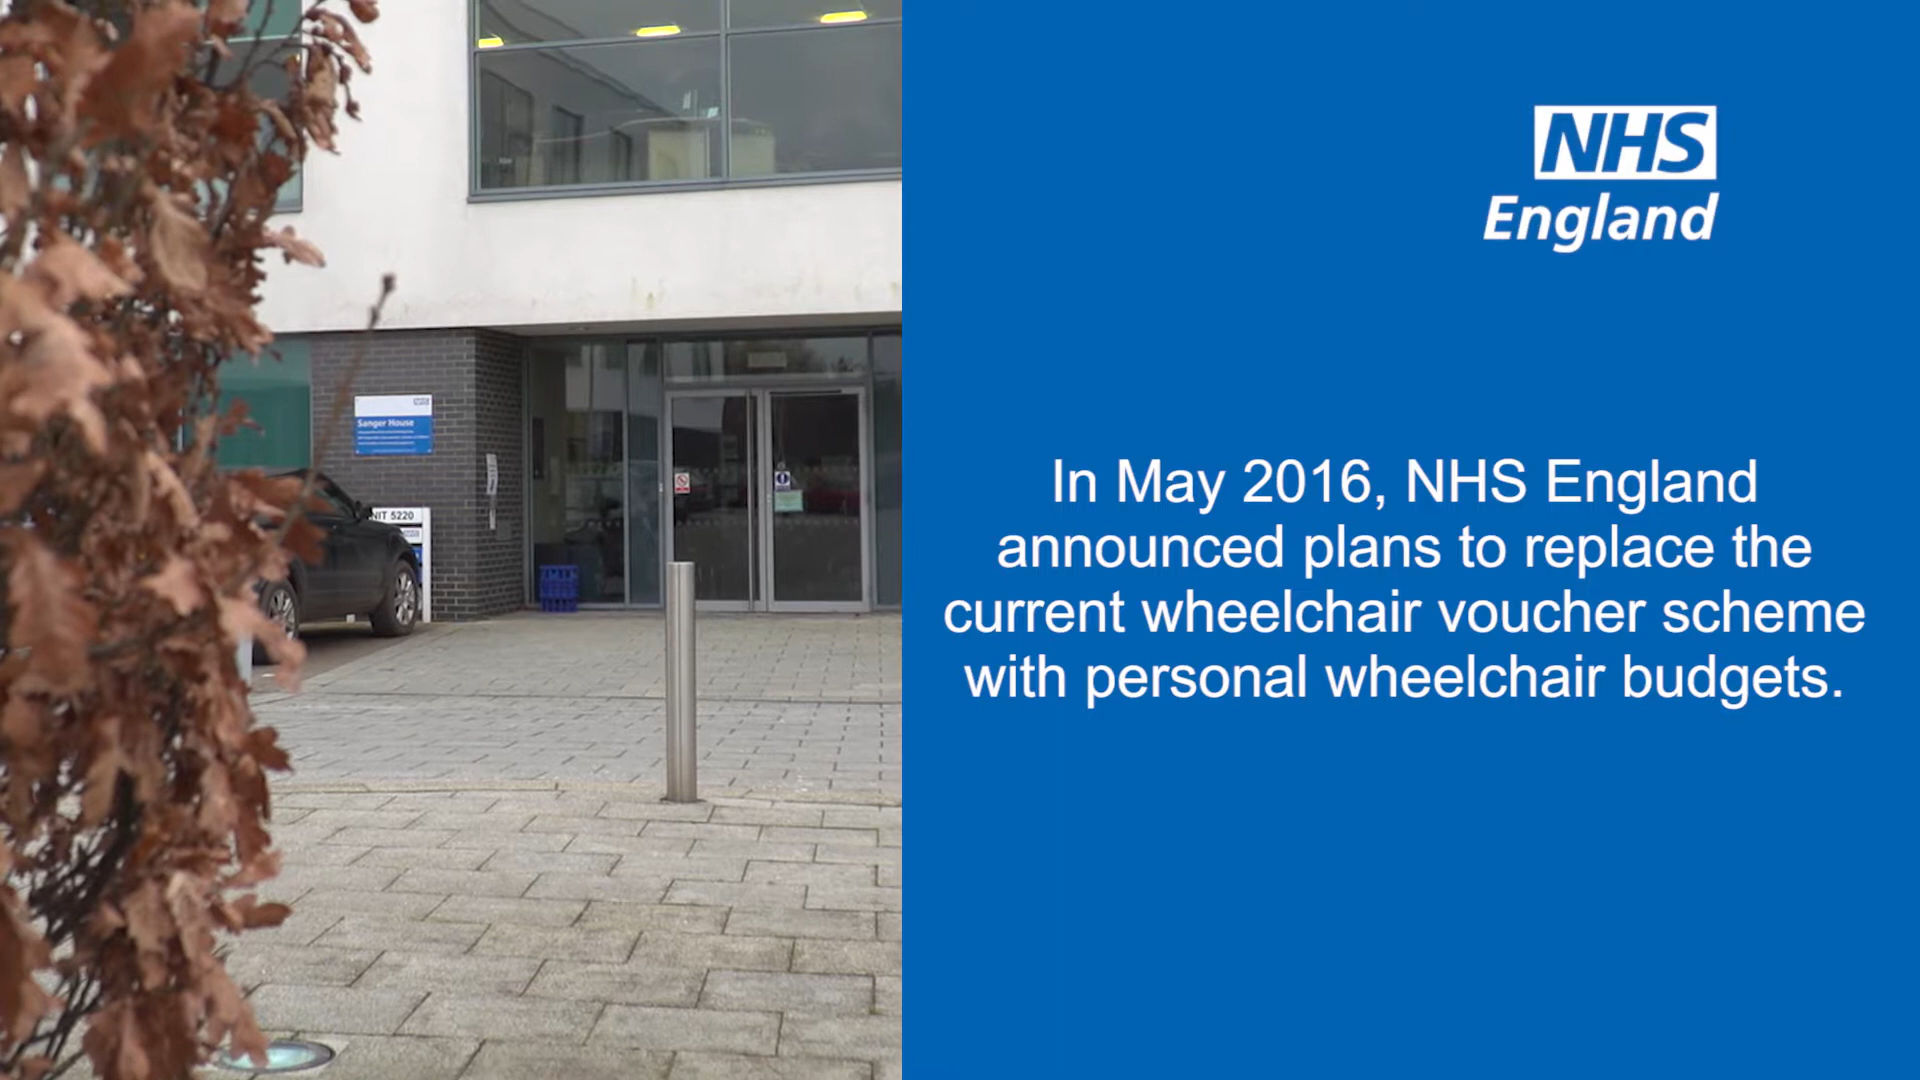 NHS
England
In May 2016, NHS England
announced plans to replace the
current wheelchair voucher scheme
with personal wheelchair budgets.
NHS
Sanger House
NIT 5220